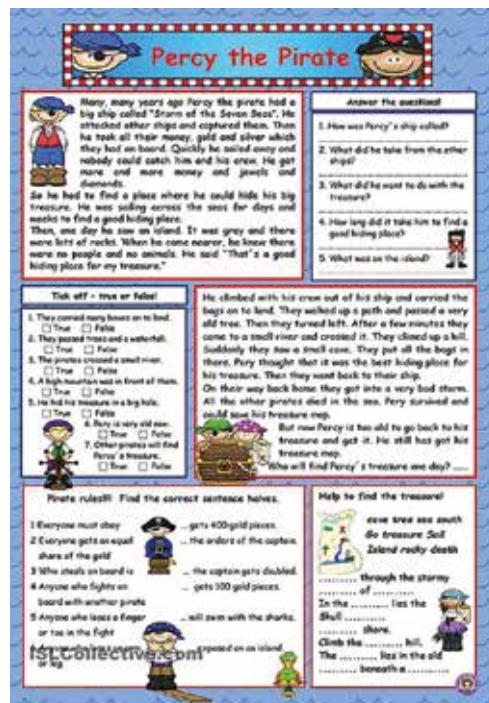 Percy the Pirate
Many, many years ago Percy the pirate had a
big ship called "Storm of the Seven Seas". He
attacked other ships and captured them. Then
he took all their money, gold and silver which
they had on board. Quickly he sailed away and
nobody could catch him and his crew. He got
more and more money and jewels and
diamonds.
So he had to find a place where he could hide his big
treasure. He was sailing across the seas for days and
weeks to find a good hiding place.
Then, one day he saw an island. It was grey and there
were lots of rocks. When he came nearer, he knew there
were no people and no animals. He said "That's a good
hiding place for my treasure."
Answer the questions!
1. How was Percy's ship called?
2. What did he take from the other
ships?
3. What did he want to do with the
treasure?
4. How long did it take him to find a
good hiding place?
5. What was on the island?
Tick off - true or false!
1. They carried many boxes on to land.
True False
2. They passed trees and a waterfall.
True False
3. The pirates crossed a small river.
True False
4. A high mountain was in front of them.
True False
5. He hid his treasure in a big hole.
True False
6. Percy is very old now.
True False
7. Other pirates will find
Percy's treasure.
True False
He climbed with his crew out of his ship and carried the
bags on to land. They walked up a path and passed a very
old tree. Then they turned left. After a few minutes they
came to a small river and crossed it. They climed up a hill.
Suddenly they saw a small cave. They put all the bags in
there. Percy thought that it was the best hiding place for
his treasure. Then they went back to their ship.
On their way back home they got into a very bad storm.
All the other pirates died in the sea. Percy survived and
could save his treasure map.
But now Percy is too old to go back to his
treasure and get it. He still has got his
treasure map.
Who will find Percy's treasure one day? ....
Pirate rules!!! Find the correct sentence halves.
1 Everyone must obey
... gets 400 gold pieces.
2 Everyone gets an equal
share of the gold
... the orders of the captain.
3 Who steals on board is
... the captain gets doubled.
4 Anyone who fights on
board with another pirate
... gets 100 gold pieces.
5 Anyone who loses a finger
or toe in the fight
... will swim with the sharks.
or leg
... exposed on an island
iSLCollective.com
Help to find the treasure!
cave tree sea south
Go treasure Sail
Island rocky death
.......... through the stormy
.......... of ..........
In the .......... lies the
Skull ..........
.......... shore.
Climb the .......... hill,
The .......... lies in the old
.......... beneath a ..........